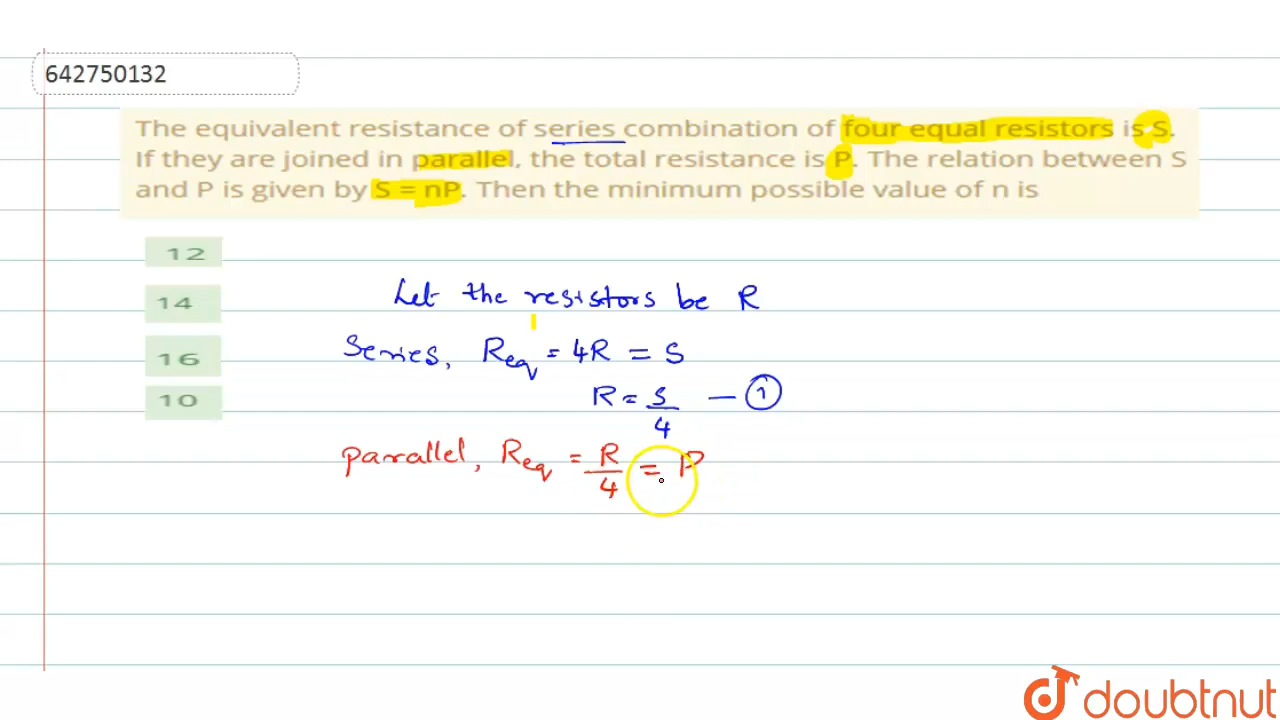 642750132
The equivalent resistance of series combination of four equal resistors is S.
If they are joined in parallel, the total resistance is P. The relation between S
and P is given by S = nP. Then the minimum possible value of n is
12
14
16
10
Let the resistors be R
Series, Req = 4R = S
R = S/4 — ①
parallel, Req = R/4 = P
doubtnut